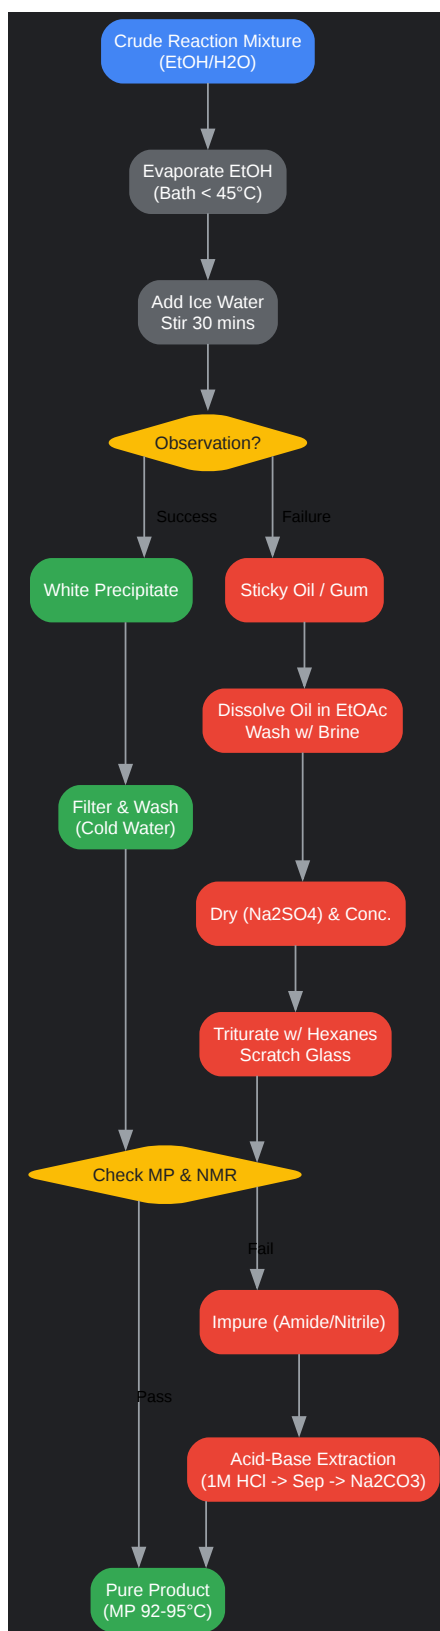 Crude Reaction Mixture
(EtOH/H2O)
Evaporate EtOH
(Bath < 45°C)
Add Ice Water
Stir 30 mins
Observation?
Success
Failure
White Precipitate
Sticky Oil / Gum
Dissolve Oil in EtOAc
Wash w/ Brine
Filter & Wash
(Cold Water)
Dry (Na2SO4) & Conc.
Triturate w/ Hexanes
Scratch Glass
Check MP & NMR
Fail
Impure (Amide/Nitrile)
Pass
Acid-Base Extraction
(1M HCl -> Sep -> Na2CO3)
Pure Product
(MP 92-95°C)